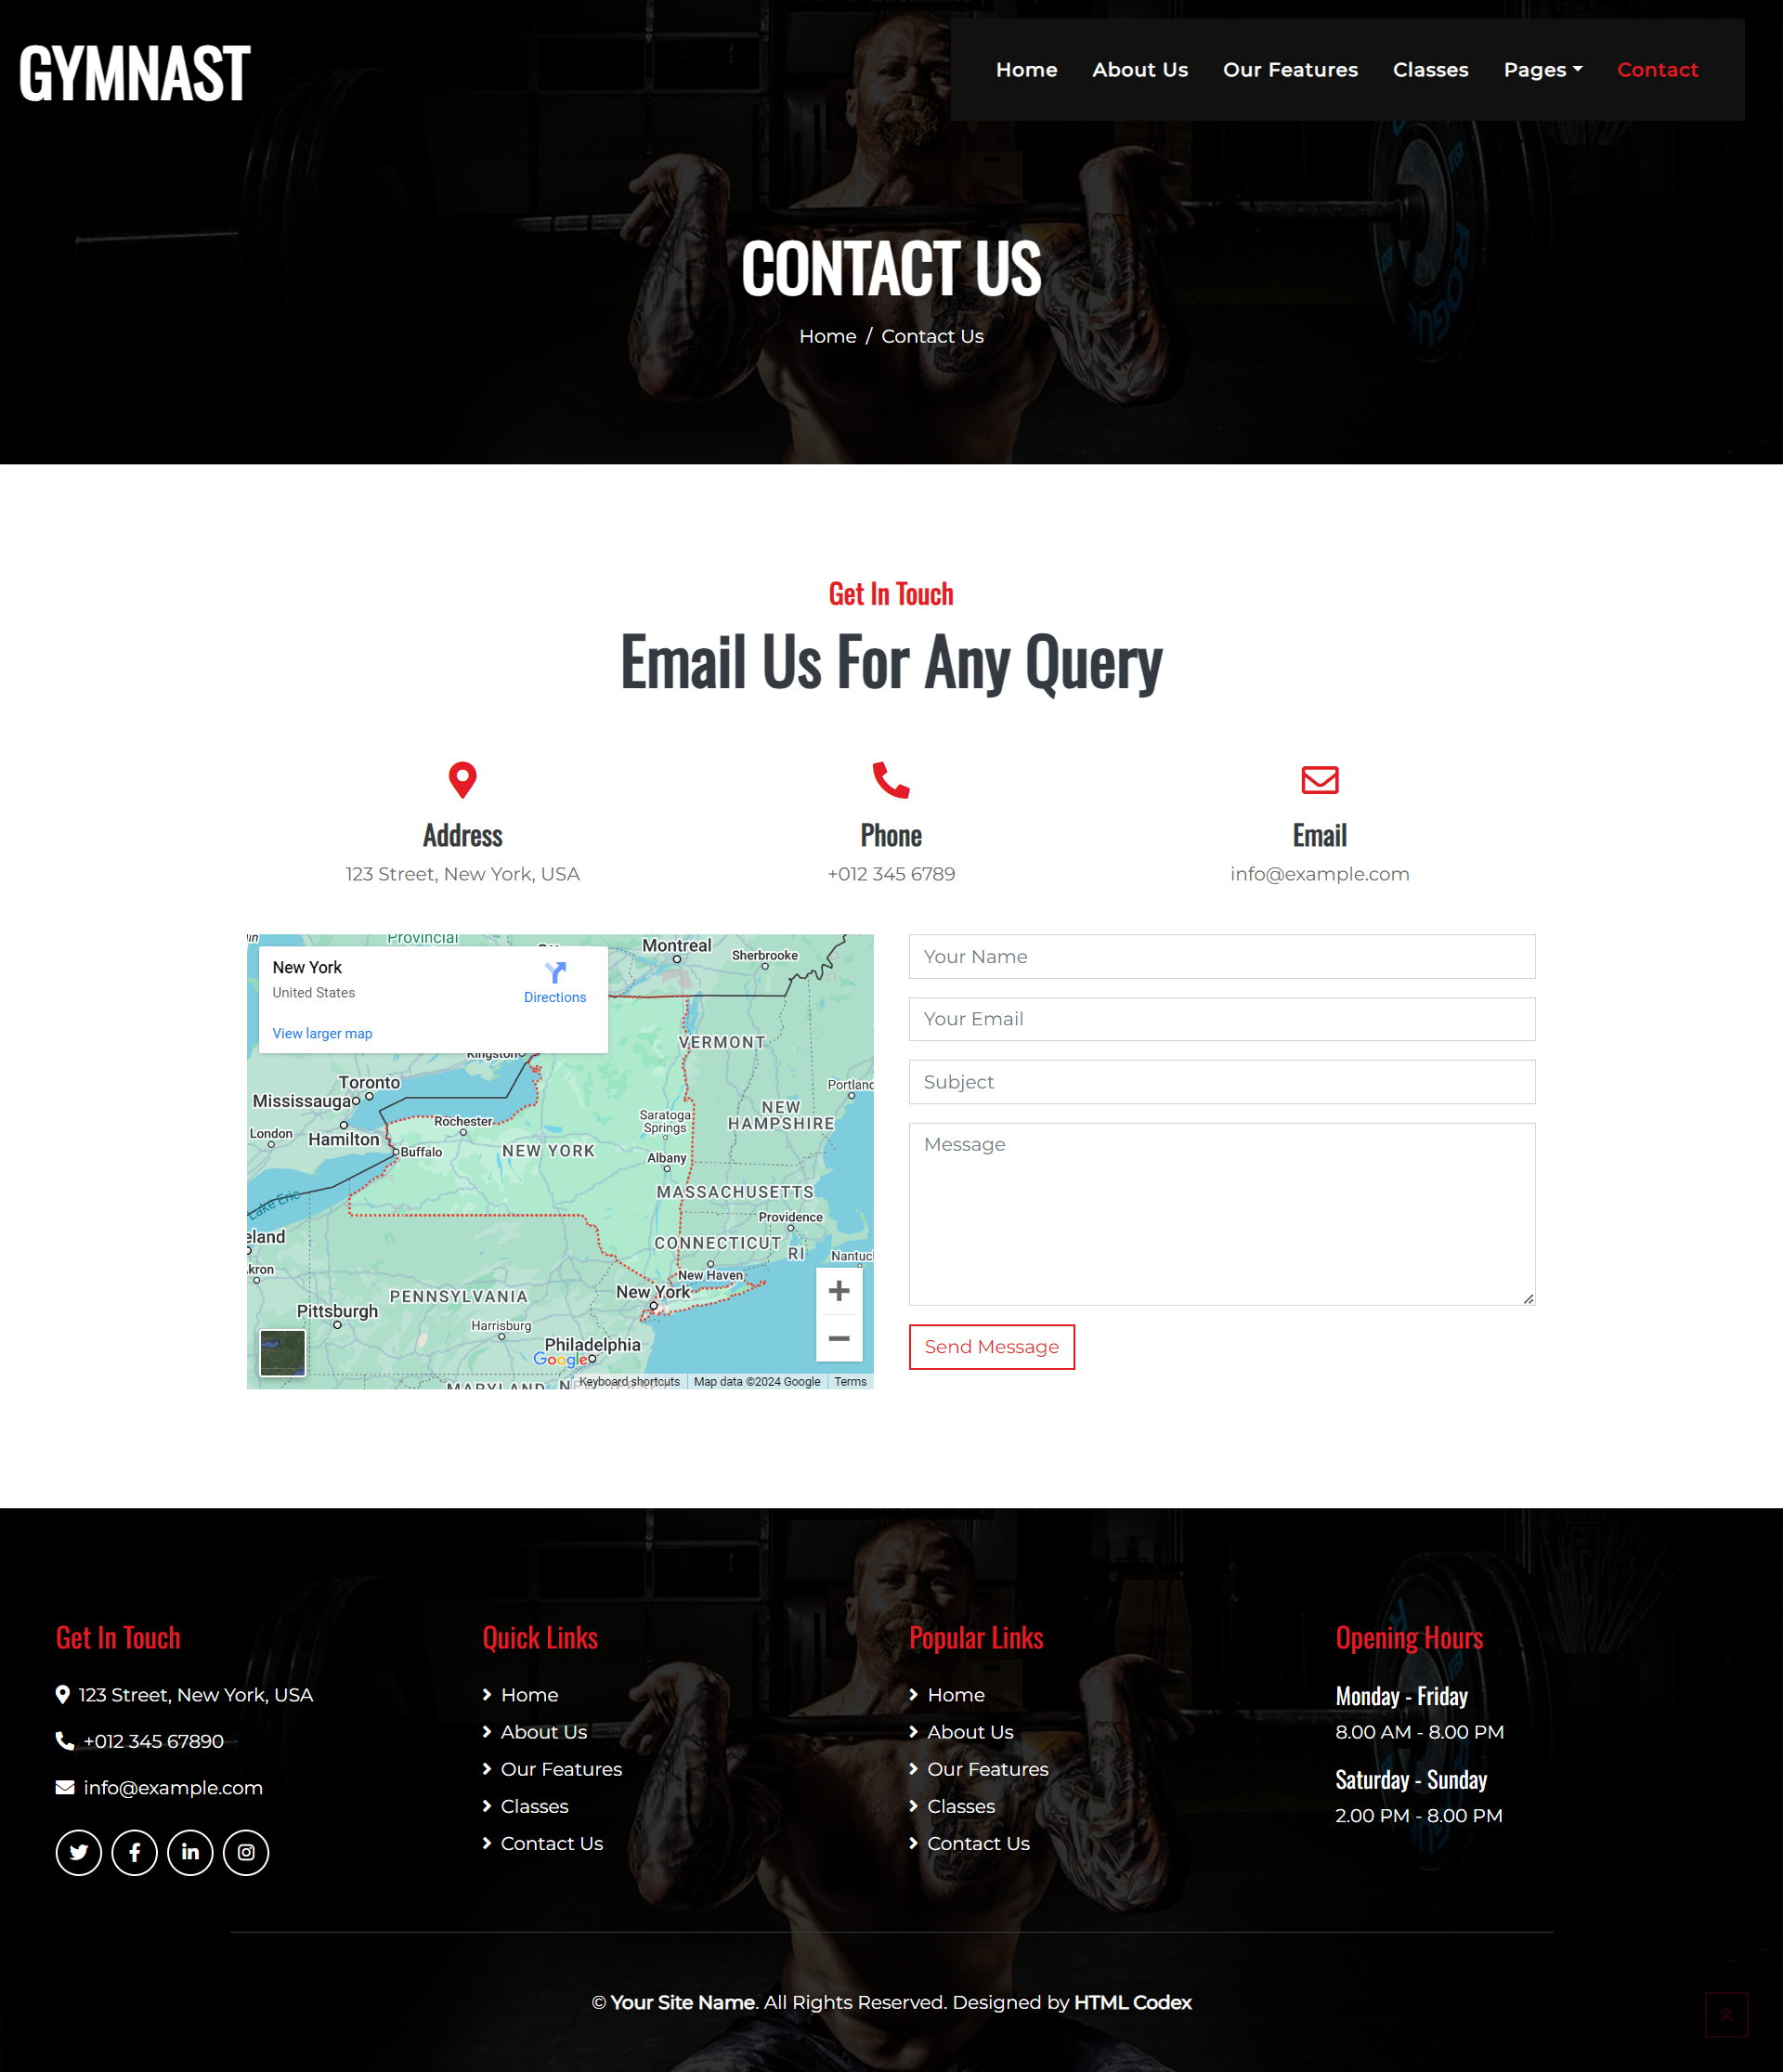 GYMNAST
Home
About Us
Our Features
Classes
Pages
Contact
CONTACT US
Home / Contact Us
Get In Touch
Email Us For Any Query
Address
123 Street, New York, USA
Phone
+012 345 6789
Email
info@example.com
New York
United States
Directions
View larger map
Provincial
Montreal
Sherbrooke
Kingston
VERMONT
Toronto
Mississauga
Portland
NEW
HAMPSHIRE
Rochester
Saratoga
Springs
London
Hamilton
Buffalo
NEW YORK
Albany
MASSACHUSETTS
Lake Erie
Providence
eland
CONNECTICUT
RI
Nantuc
kron
New Haven
New York
PENNSYLVANIA
Pittsburgh
Harrisburg
Philadelphia
Google
MARYLAND
Keyboard shortcuts
Map data ©2024 Google
Terms
Your Name
Your Email
Subject
Message
Send Message
Get In Touch
123 Street, New York, USA
+012 345 67890
info@example.com
Quick Links
Home
About Us
Our Features
Classes
Contact Us
Popular Links
Home
About Us
Our Features
Classes
Contact Us
Opening Hours
Monday - Friday
8.00 AM - 8.00 PM
Saturday - Sunday
2.00 PM - 8.00 PM
© Your Site Name. All Rights Reserved. Designed by HTML Codex